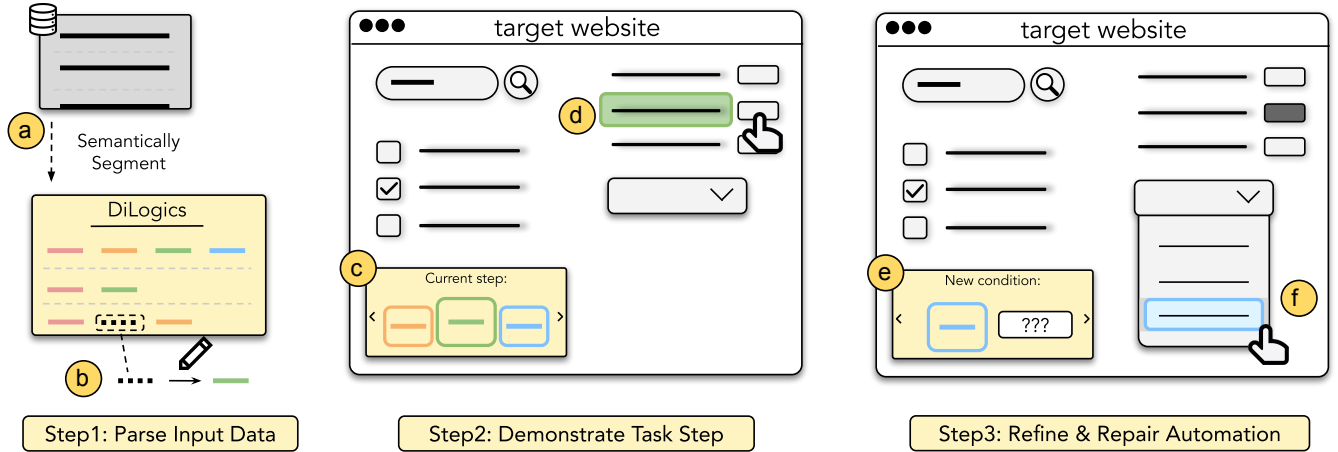 a
Semantically
Segment
DiLogics
b
Step1: Parse Input Data
target website
d
c
Current step:
< >
Step2: Demonstrate Task Step
target website
e
New condition:
< ??? >
f
Step3: Refine & Repair Automation